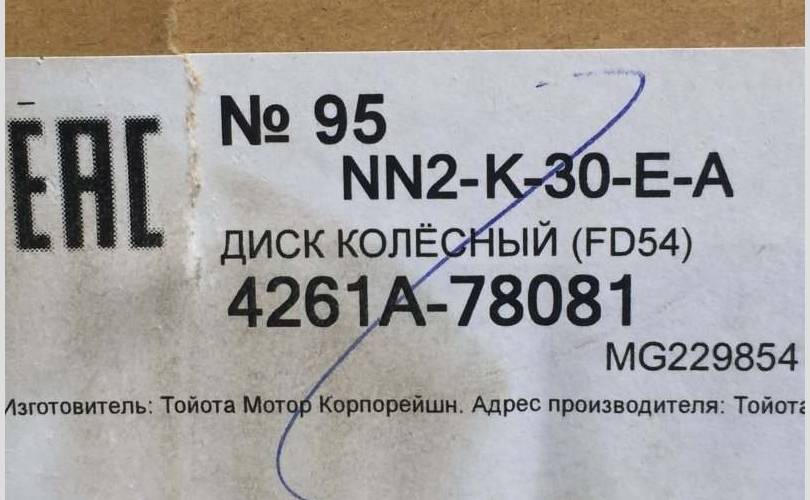 EAC
№ 95
NN2-K-30-E-A
ДИСК КОЛЁСНЫЙ (FD54)
4261A-78081
MG229854
Изготовитель: Тойота Мотор Корпорейшн. Адрес производителя: Тойота